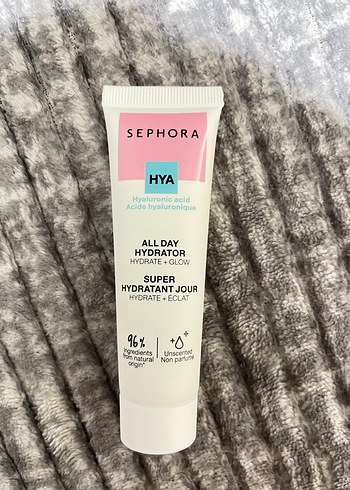 SEPHORA
HYA
Hyaluronic acid
Acide hyaluronique
ALL DAY
HYDRATOR
HYDRATE + GLOW
SUPER
HYDRATANT JOUR
HYDRATE + ÉCLAT
96%
ingredients
from natural
origin*
Unscented
Non parfumé